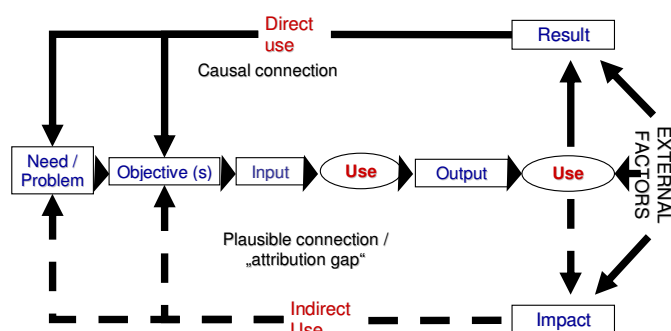 Direct
use
Result
Causal connection
EXTERNAL
FACTORS
Need /
Problem
Objective (s)
Input
Use
Output
Use
Plausible connection /
„attribution gap“
Indirect
Use
Impact